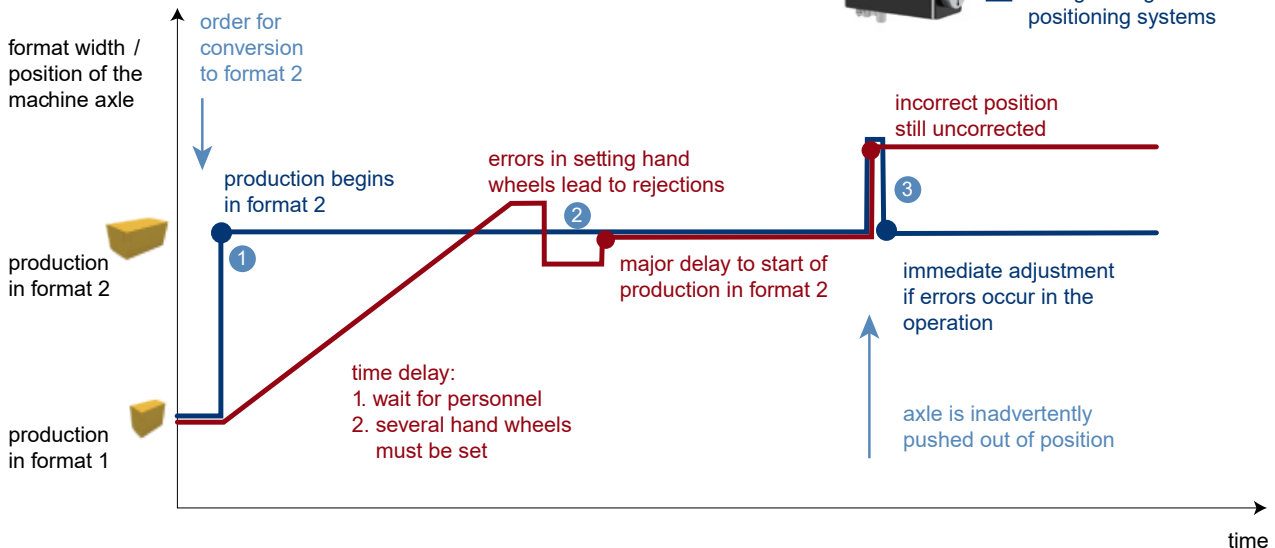 positioning systems
format width /
position of the
machine axle
order for
conversion
to format 2
incorrect position
still uncorrected
errors in setting hand
wheels lead to rejections
production begins
in format 2
3
2
1
production
in format 2
major delay to start of
production in format 2
immediate adjustment
if errors occur in the
operation
time delay:
1. wait for personnel
2. several hand wheels
must be set
axle is inadvertently
pushed out of position
production
in format 1
time